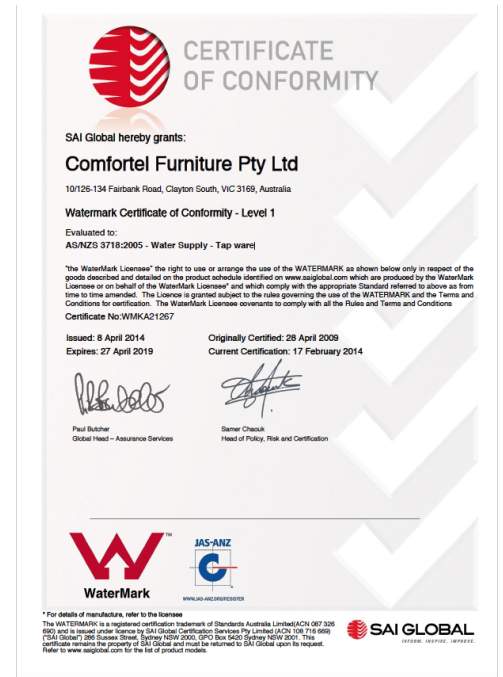 CERTIFICATE
OF CONFORMITY
SAI Global hereby grants:
Comfortel Furniture Pty Ltd
10/126-134 Fairbank Road, Clayton South, VIC 3169, Australia
Watermark Certificate of Conformity - Level 1
Evaluated to:
AS/NZS 3718:2005 - Water Supply - Tap ware
"the WaterMark Licensee" the right to use or arrange the use of the WATERMARK as shown below only in respect of the
goods described and detailed on the product schedule identified on www.saiglobal.com which are produced by the WaterMark
Licensee or on behalf of the WaterMark Licensee* and which comply with the appropriate Standard referred to above as from
time to time amended. The Licence is granted subject to the rules governing the use of the WATERMARK and the Terms and
Conditions for certification. The WaterMark Licensee covenants to comply with all the Rules and Terms and Conditions
Certificate No:WMKA21267
Issued: 8 April 2014 Originally Certified: 28 April 2009
Expires: 27 April 2019 Current Certification: 17 February 2014
Paul Butcher Samer Chaouk
Global Head – Assurance Services Head of Policy, Risk and Certification
TM
JAS-ANZ
C
WaterMark
WWW.JAS-ANZ.ORG/REGISTER
* For details of manufacture, refer to the licensee
The WATERMARK is a registered certification trademark of Standards Australia Limited(ACN 087 326
690) and is issued under licence by SAI Global Certification Services Pty Limited (ACN 108 716 669)
("SAI Global") 286 Sussex Street, Sydney NSW 2000, GPO Box 5420 Sydney NSW 2001. This
certificate remains the property of SAI Global and must be returned to SAI Global upon its request.
Refer to www.saiglobal.com for the list of product models.
SAI GLOBAL
INFORM. INSPIRE. IMPROVE.